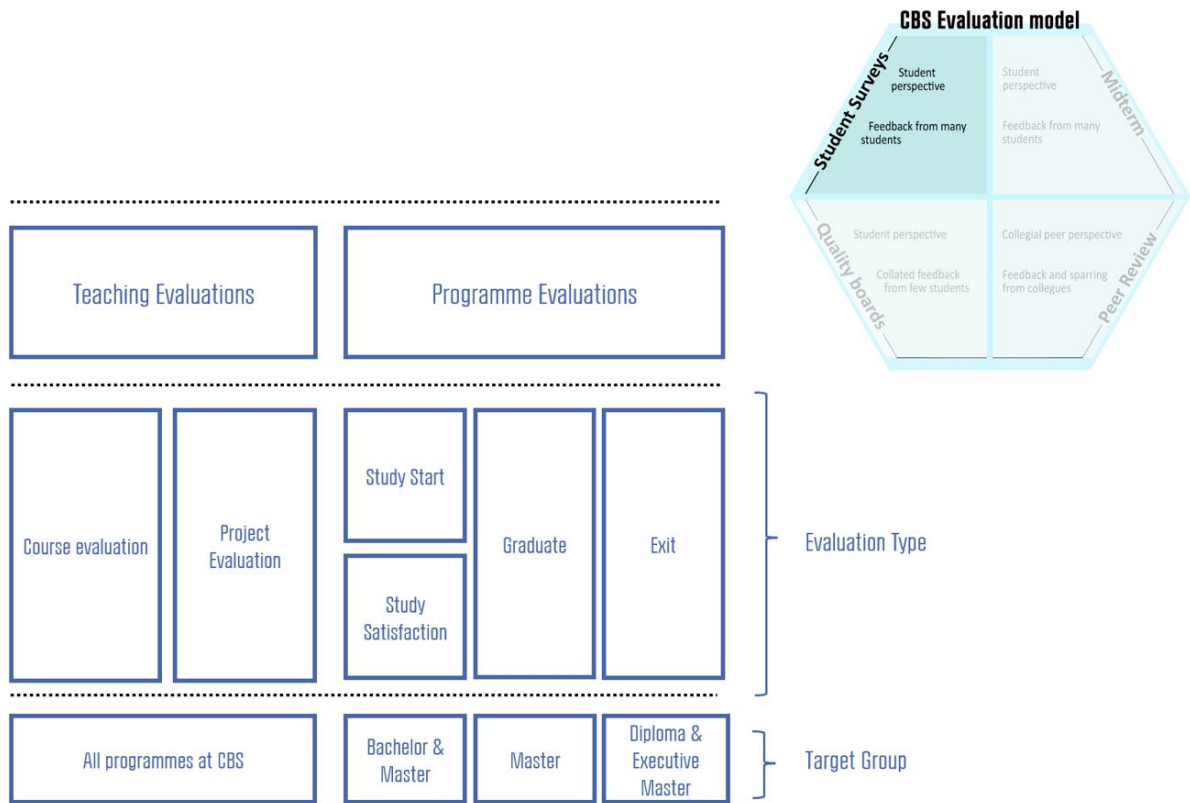 CBS Evaluation model
Student Surveys
Student
perspective
Feedback from many
students
Midterm
Student
perspective
Feedback from many
students
Quality boards
Student perspective
Collated feedback
from few students
Peer Review
Collegial peer perspective
Feedback and sparring
from collegues
Teaching Evaluations
Programme Evaluations
Course evaluation
Project
Evaluation
Study Start
Study
Satisfaction
Graduate
Exit
Evaluation Type
All programmes at CBS
Bachelor &
Master
Master
Diploma &
Executive
Master
Target Group